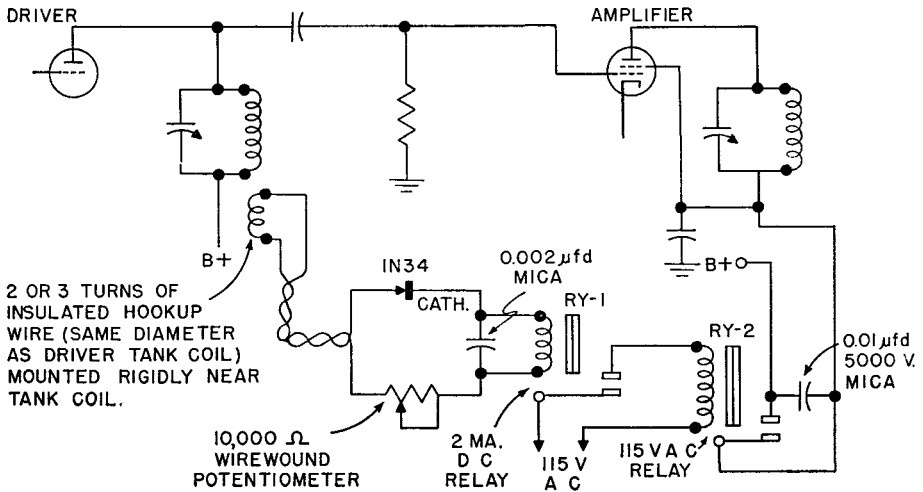 DRIVER
AMPLIFIER
B+
2 OR 3 TURNS OF
INSULATED HOOKUP
WIRE (SAME DIAMETER
AS DRIVER TANK COIL)
MOUNTED RIGIDLY NEAR
TANK COIL.
IN34
CATH.
0.002 µfd
MICA
RY-1
B+
RY-2
0.01 µfd
5000 V.
MICA
10,000 Ω
WIREWOUND
POTENTIOMETER
2 MA.
D C
RELAY
115 V
A C
115 V A C
RELAY